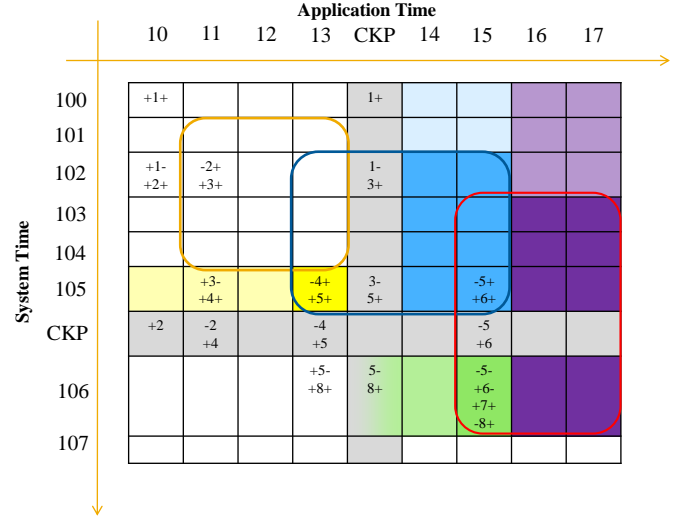 Application Time
10 11 12 13 CKP 14 15 16 17
System Time
100 +1+ 1+
101
102 +1- -2+ 1-
+2+ +3+ 3+
103
104
105 +3- -4+ 3- -5+
+4+ +5+ 5+ +6+
CKP +2 -2 -4 -5
+4 +5 +6
106 +5- 5- -5-
+8+ 8+ +6-
+7+
-8+
107